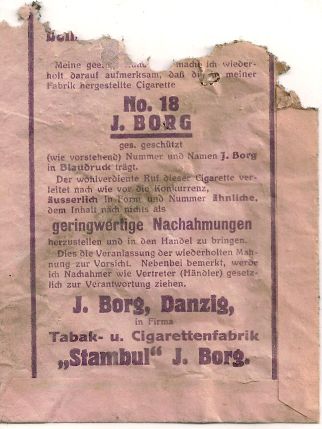 Meine geehr Kund mache ich wieder-
holt darauf aufmerksam, daß die in meiner
Fabrik hergestellte Cigarette
No. 18
J. BORG
ges. geschützt
(wie vorstehend) Nummer und Namen J. Borg
in Blaudruck trägt.
Der wohlverdiente Ruf dieser Cigarette ver-
leitet nach wie vor die Konkurrenz,
äusserlich in Form und Nummer ähnliche,
dem Inhalt nach nichts als
geringwertige Nachahmungen
herzustellen und in den Handel zu bringen.
Dies die Veranlassung der wiederholten Mah-
nung zur Vorsicht. Nebenbei bemerkt, werde
ich Nachahmer wie Vertreter (Händler) gesetz-
lich zur Verantwortung ziehen.
J. Borg, Danzig,
in Firma
Tabak- u. Cigarettenfabrik
„Stambul" J. Borg.